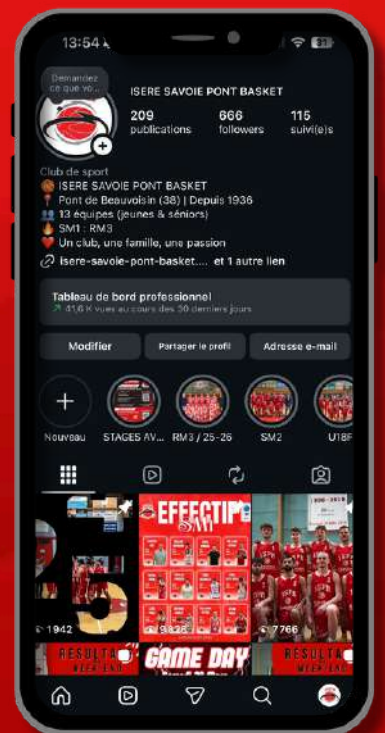 13:54
31
Demandez
ce que vo...
ISERE SAVOIE PONT BASKET
209
publications
666
followers
115
suivi(e)s
Club de sport
ISERE SAVOIE PONT BASKET
Pont de Beauvoisin (38) | Depuis 1936
13 équipes (jeunes & séniors)
SM1 : RM3
Un club, une famille, une passion
isere-savoie-pont-basket.... et 1 autre lien
Tableau de bord professionnel
41,6 K vues au cours des 30 derniers jours
Modifier
Partager le profil
Adresse e-mail
Nouveau
STAGES AV...
RM3 / 25-26
SM2
U18F
EFFECTIF
SM1
1942
9826
7766
RESULTA
WEEK-END
GAME DAY
RESULTA
WEEK-END